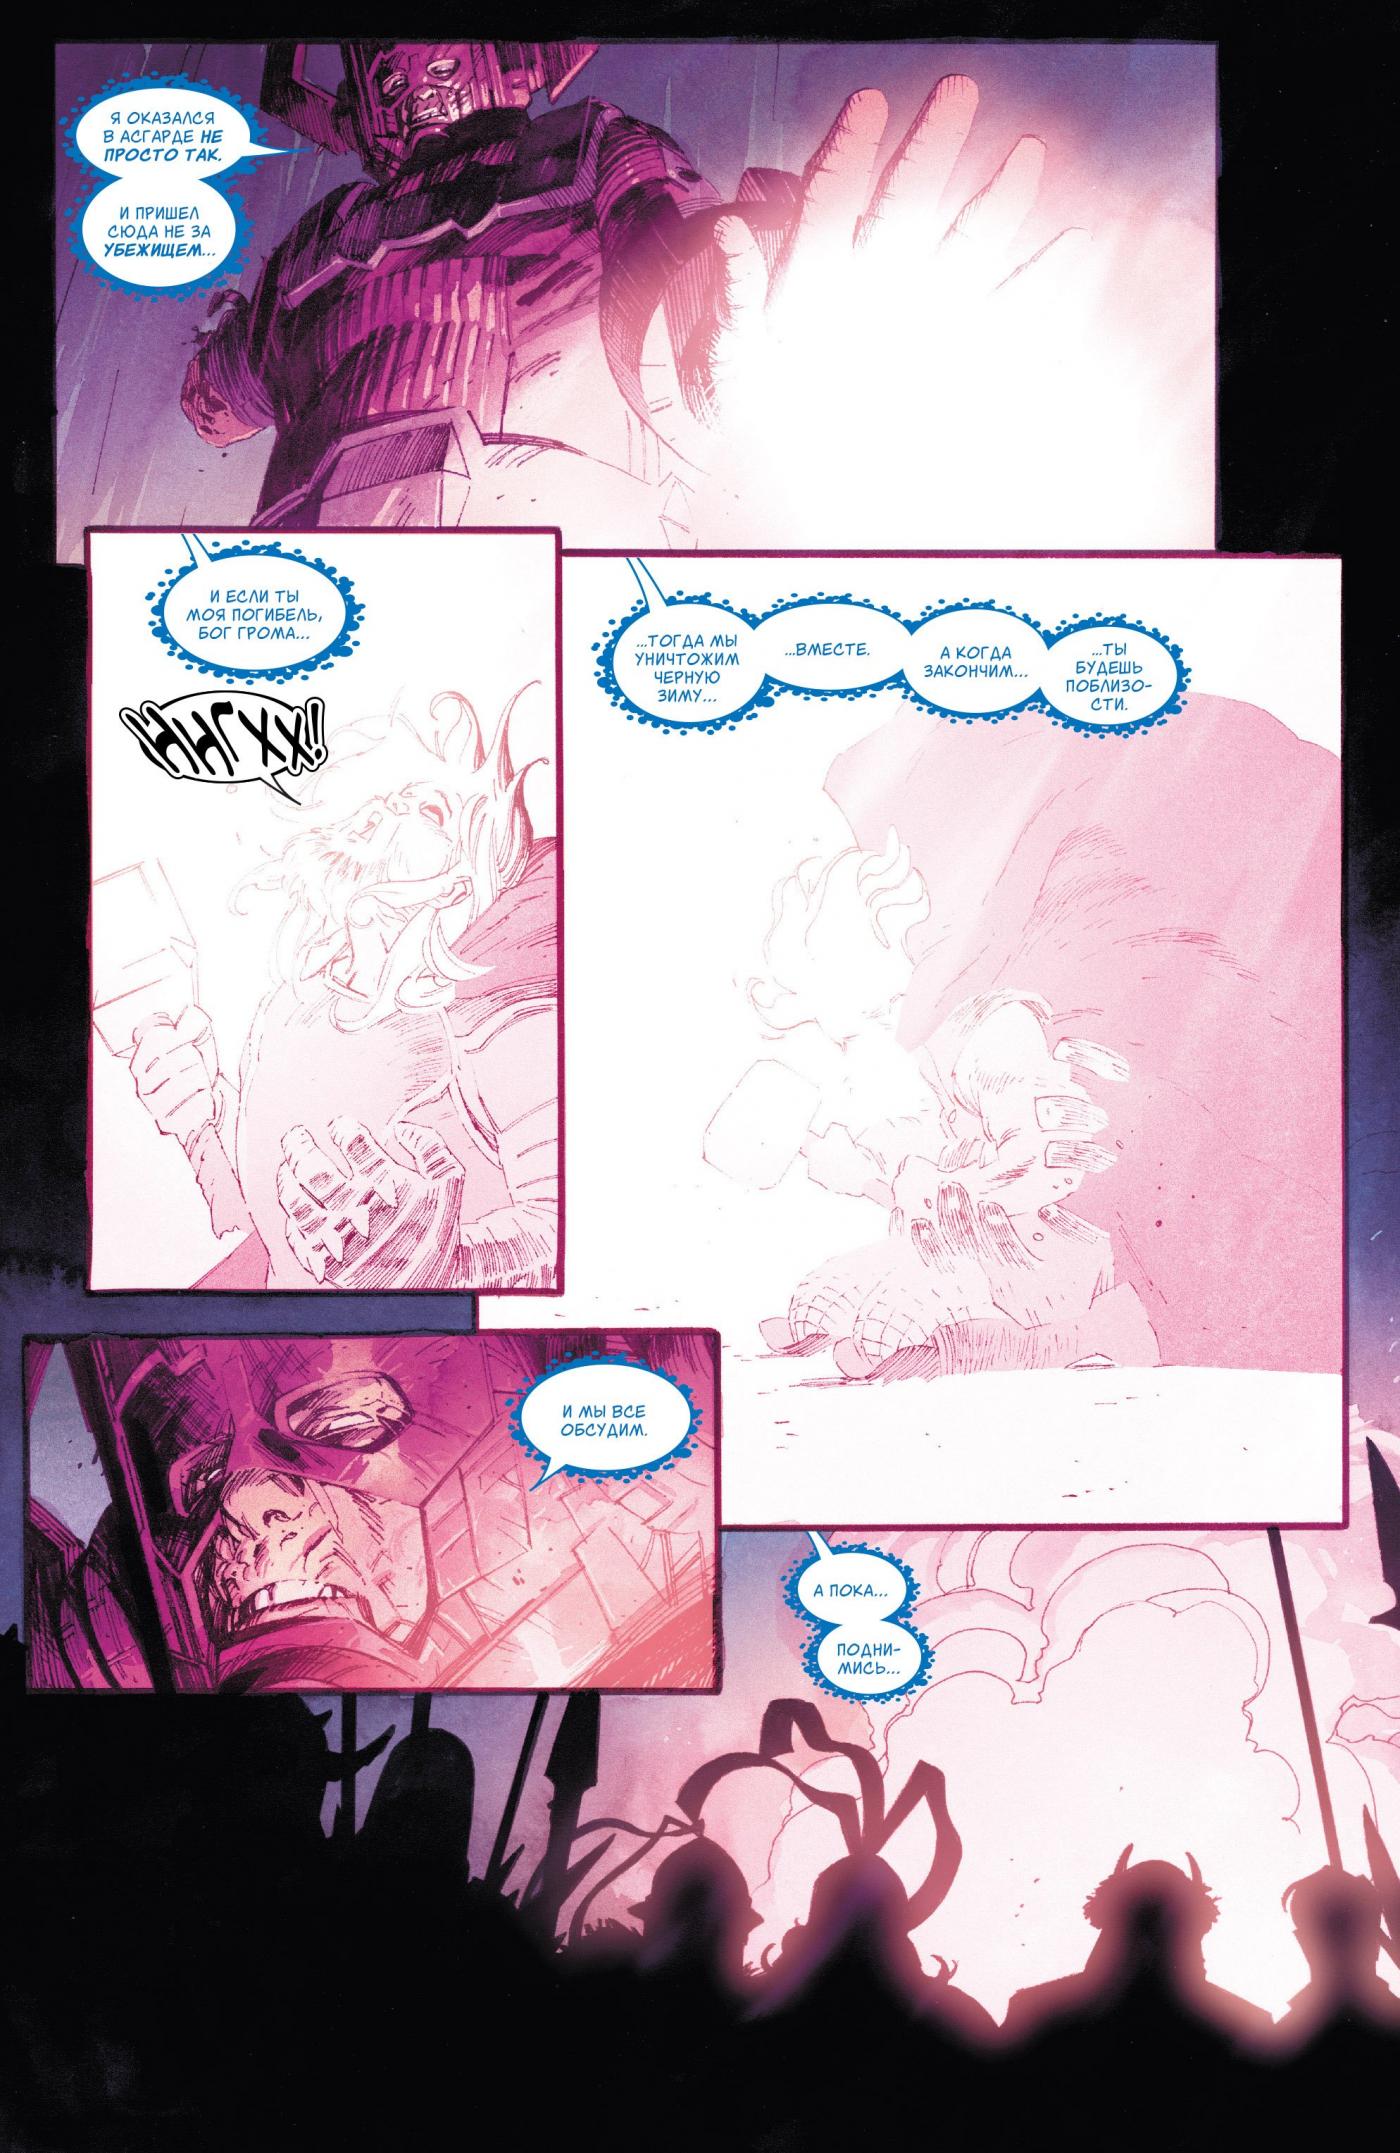 Я ОКАЗАЛСЯ
В АСГАРДЕ НЕ
ПРОСТО ТАК.
И ПРИШЕЛ
СЮДА НЕ ЗА
УБЕЖИЩЕМ...
И ЕСЛИ ТЫ
МОЯ ПОГИБЕЛЬ,
БОГ ГРОМА...
ННГХХ!!
...ТОГДА МЫ
УНИЧТОЖИМ
ЧЕРНУЮ
ЗИМУ...
...ВМЕСТЕ.
А КОГДА
ЗАКОНЧИМ...
...ТЫ
БУДЕШЬ
ПОБЛИЗО-
СТИ.
И МЫ ВСЕ
ОБСУДИМ.
А ПОКА...
ПОДНИ-
МИСЬ...